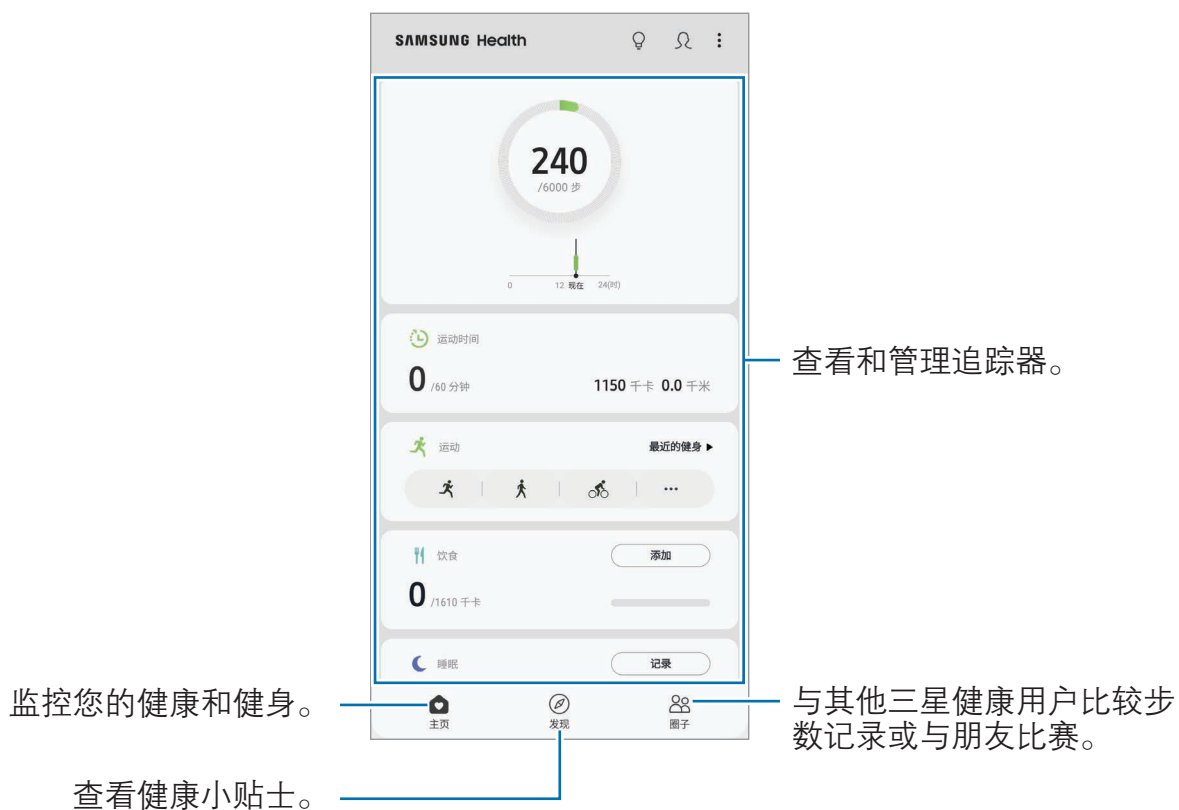 SAMSUNG Health
240
/6000 步
0 12 现在 24(时)
运动时间
0 /60 分钟 1150 千卡 0.0 千米
查看和管理追踪器。
运动 最近的健身
饮食 添加
0 /1610 千卡
睡眠 记录
主页 发现 圈子
监控您的健康和健身。
与其他三星健康用户比较步
数记录或与朋友比赛。
查看健康小贴士。